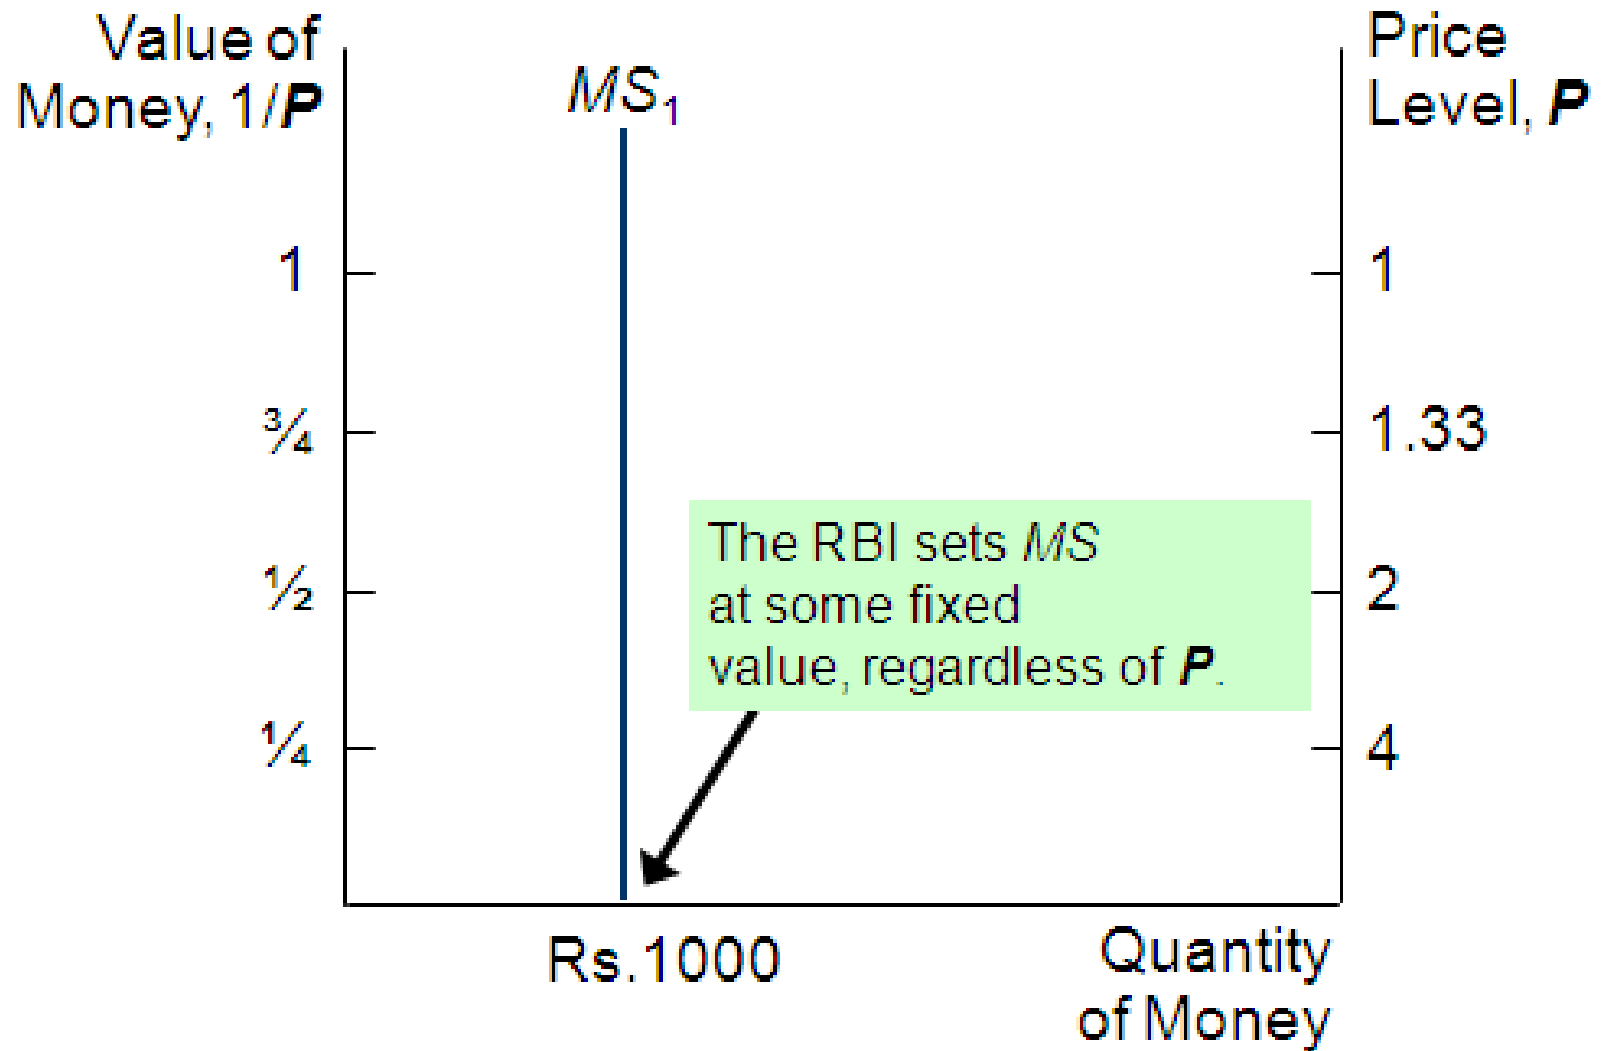 Value of
Money, 1/P
MS₁
Price
Level, P
1
1
¾
1.33
The RBI sets MS
at some fixed
value, regardless of P.
½
2
¼
4
Rs.1000
Quantity
of Money